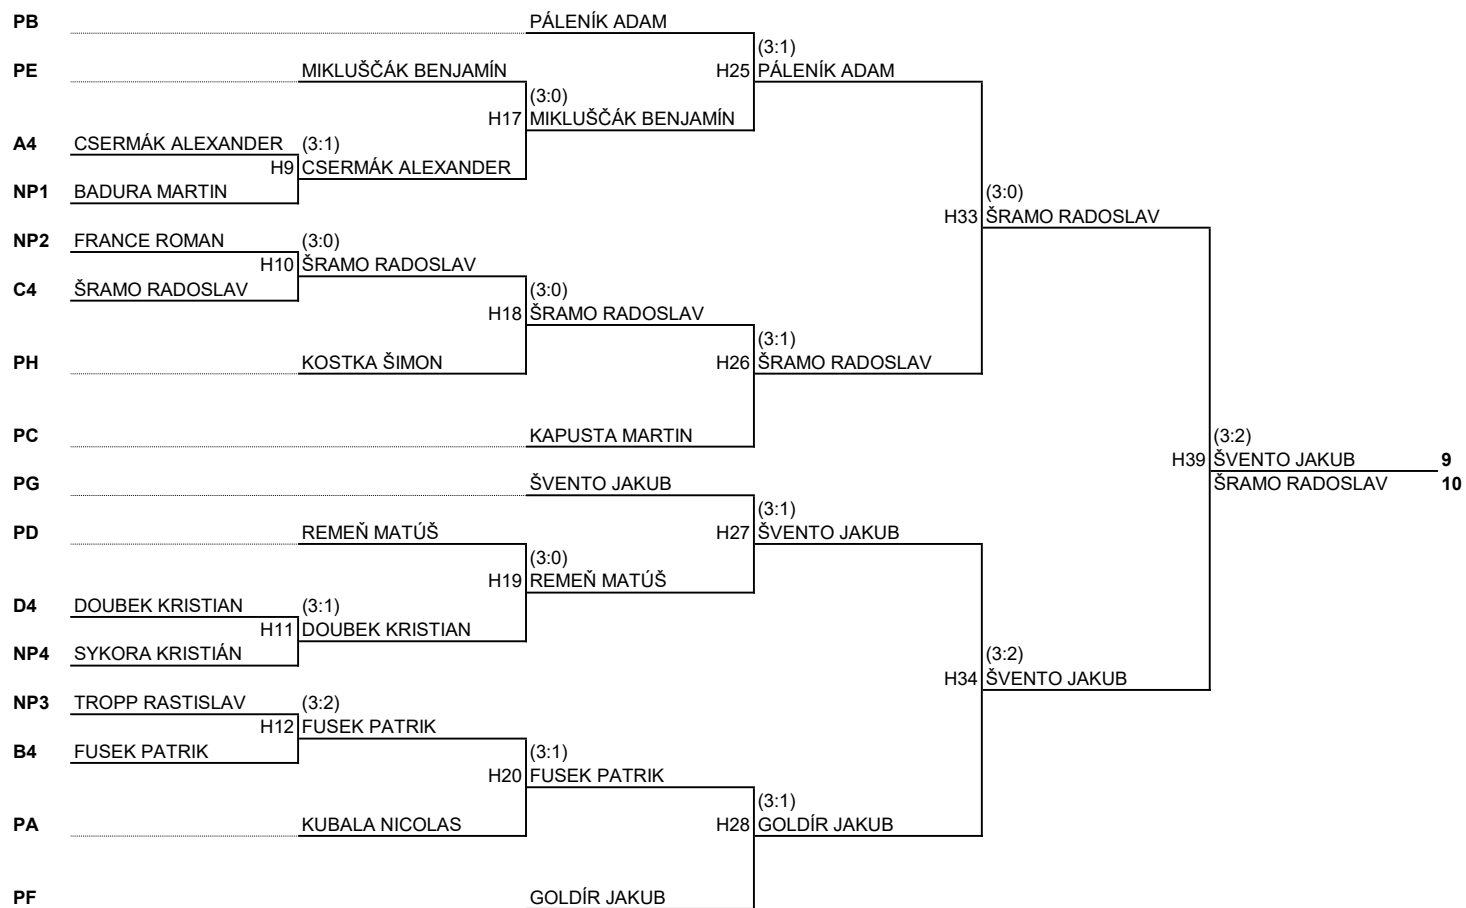 PB PÁLENÍK ADAM
(3:1)
PE MIKLUŠČÁK BENJAMÍN H25 PÁLENÍK ADAM
(3:0)
H17 MIKLUŠČÁK BENJAMÍN
A4 CSERMÁK ALEXANDER (3:1)
H9 CSERMÁK ALEXANDER
NP1 BADURA MARTIN (3:0)
H33 ŠRAMO RADOSLAV
NP2 FRANCE ROMAN (3:0)
H10 ŠRAMO RADOSLAV
C4 ŠRAMO RADOSLAV (3:0)
H18 ŠRAMO RADOSLAV
(3:1)
PH KOSTKA ŠIMON H26 ŠRAMO RADOSLAV
PC KAPUSTA MARTIN (3:2)
H39 ŠVENTO JAKUB 9
PG ŠVENTO JAKUB ŠRAMO RADOSLAV 10
(3:1)
PD REMEŇ MATÚŠ H27 ŠVENTO JAKUB
(3:0)
H19 REMEŇ MATÚŠ
D4 DOUBEK KRISTIAN (3:1)
H11 DOUBEK KRISTIAN
NP4 SYKORA KRISTIÁN (3:2)
H34 ŠVENTO JAKUB
NP3 TROPP RASTISLAV (3:2)
H12 FUSEK PATRIK
B4 FUSEK PATRIK (3:1)
H20 FUSEK PATRIK
(3:1)
PA KUBALA NICOLAS H28 GOLDÍR JAKUB
PF GOLDÍR JAKUB